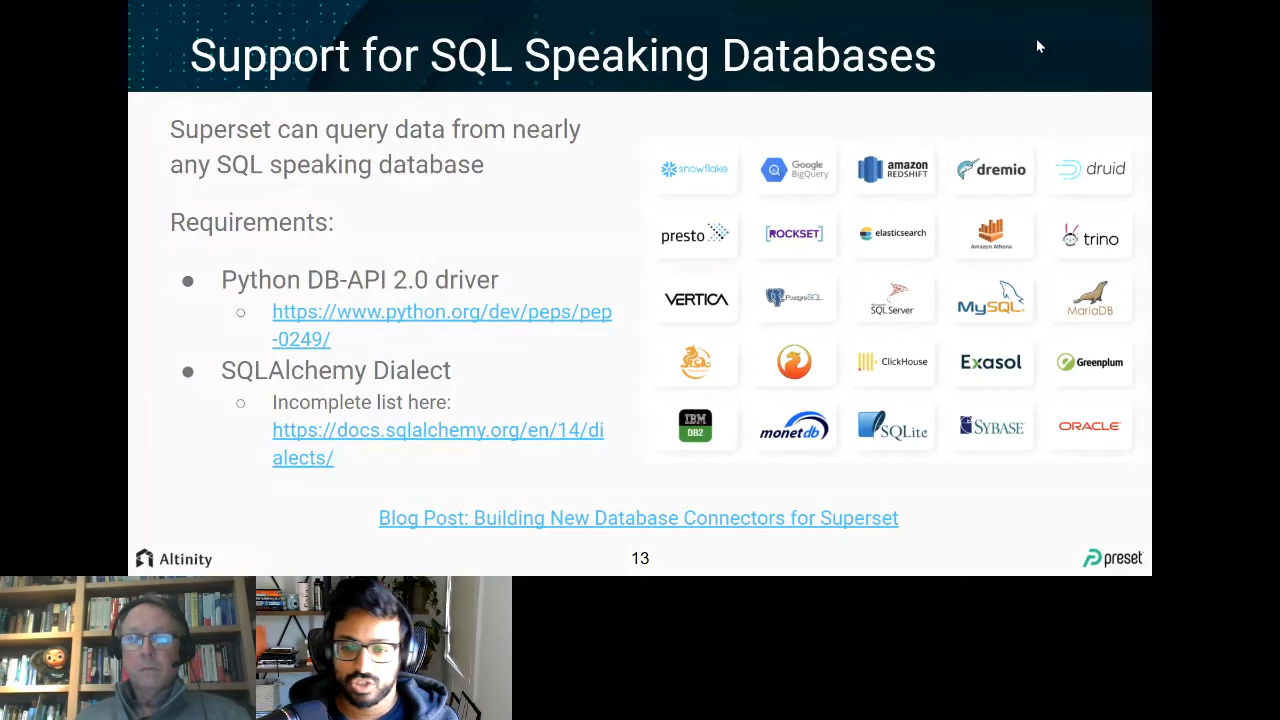 Support for SQL Speaking Databases
Superset can query data from nearly
any SQL speaking database
Requirements:
● Python DB-API 2.0 driver
○ https://www.python.org/dev/peps/pep
-0249/
● SQLAlchemy Dialect
○ Incomplete list here:
https://docs.sqlalchemy.org/en/14/di
alects/
snowflake
Google
BigQuery
amazon
REDSHIFT
dremio
druid
presto
ROCKSET
elasticsearch
Amazon Athena
trino
VERTICA
PostgreSQL
Microsoft
SQL Server
MySQL
MariaDB
ClickHouse
Exasol
Greenplum
IBM
DB2
monetdb
SQLite
SYBASE
ORACLE
Blog Post: Building New Database Connectors for Superset
Altinity
13
preset